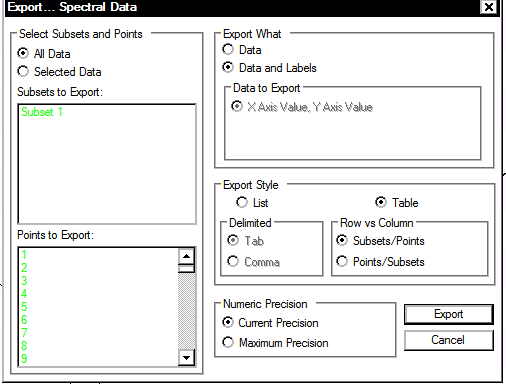 Export... Spectral Data
Select Subsets and Points
All Data
Selected Data
Subsets to Export:
Subset 1
Points to Export:
1
2
3
4
5
6
7
8
9
Export What
Data
Data and Labels
Data to Export
X Axis Value, Y Axis Value
Export Style
List
Table
Delimited
Tab
Comma
Row vs Column
Subsets/Points
Points/Subsets
Numeric Precision
Current Precision
Maximum Precision
Export
Cancel